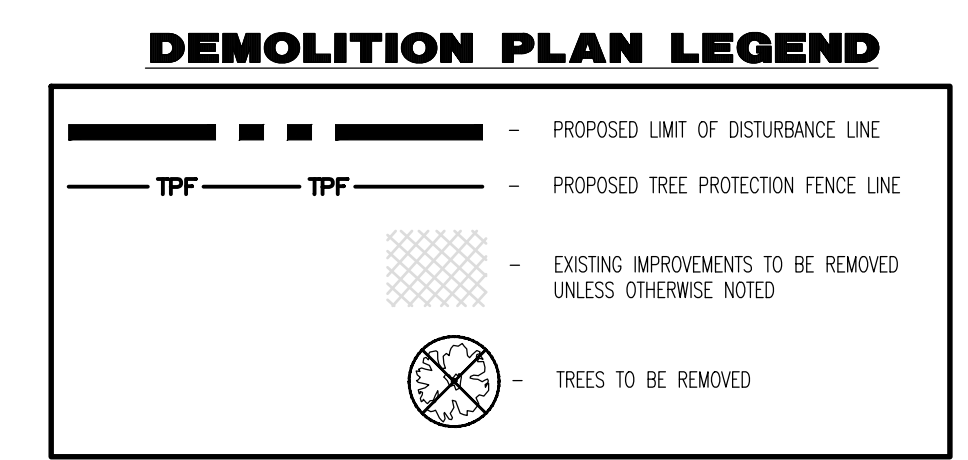 DEMOLITION PLAN LEGEND
- PROPOSED LIMIT OF DISTURBANCE LINE
TPF TPF - PROPOSED TREE PROTECTION FENCE LINE
- EXISTING IMPROVEMENTS TO BE REMOVED
UNLESS OTHERWISE NOTED
- TREES TO BE REMOVED